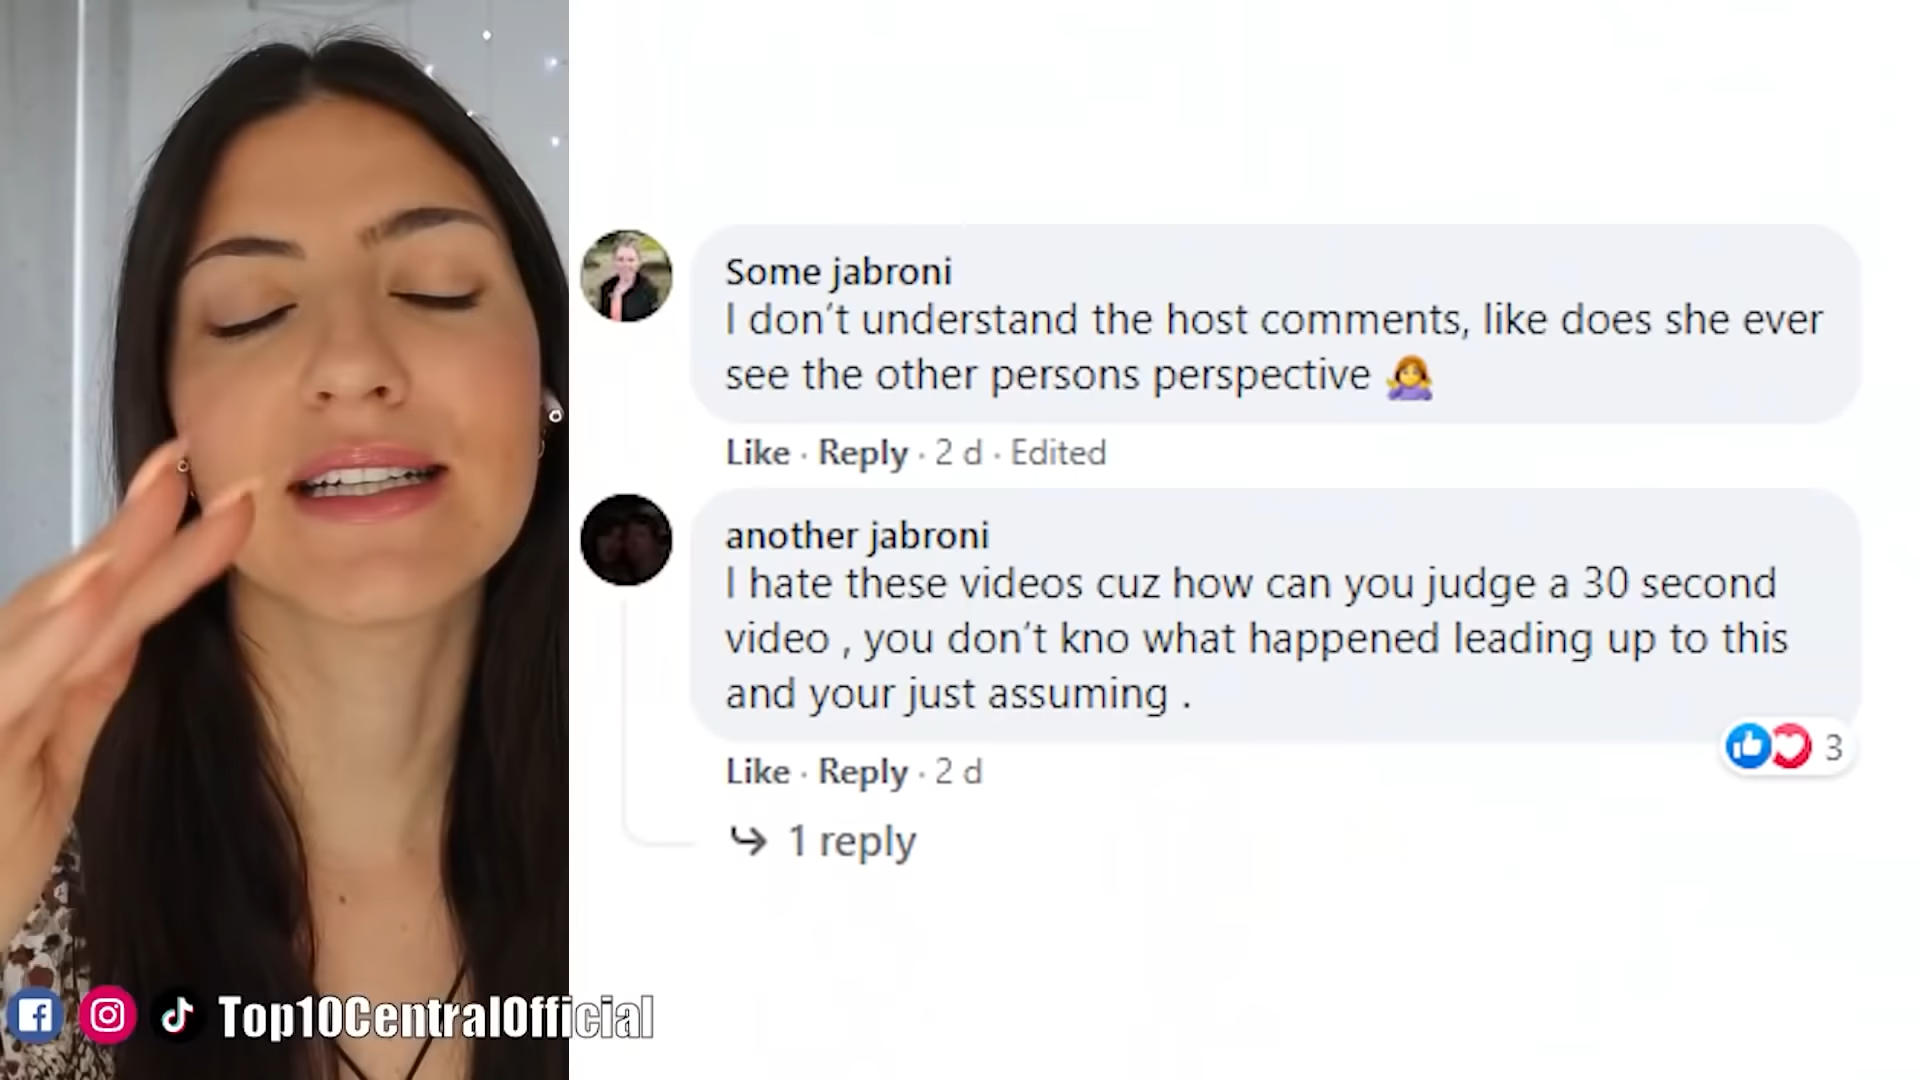 Some jabroni
I don't understand the host comments, like does she ever
see the other persons perspective 🤷‍♀️
Like · Reply · 2 d · Edited
another jabroni
I hate these videos cuz how can you judge a 30 second
video , you don't kno what happened leading up to this
and your just assuming .
3
Like · Reply · 2 d
1 reply
Top10CentralOfficial